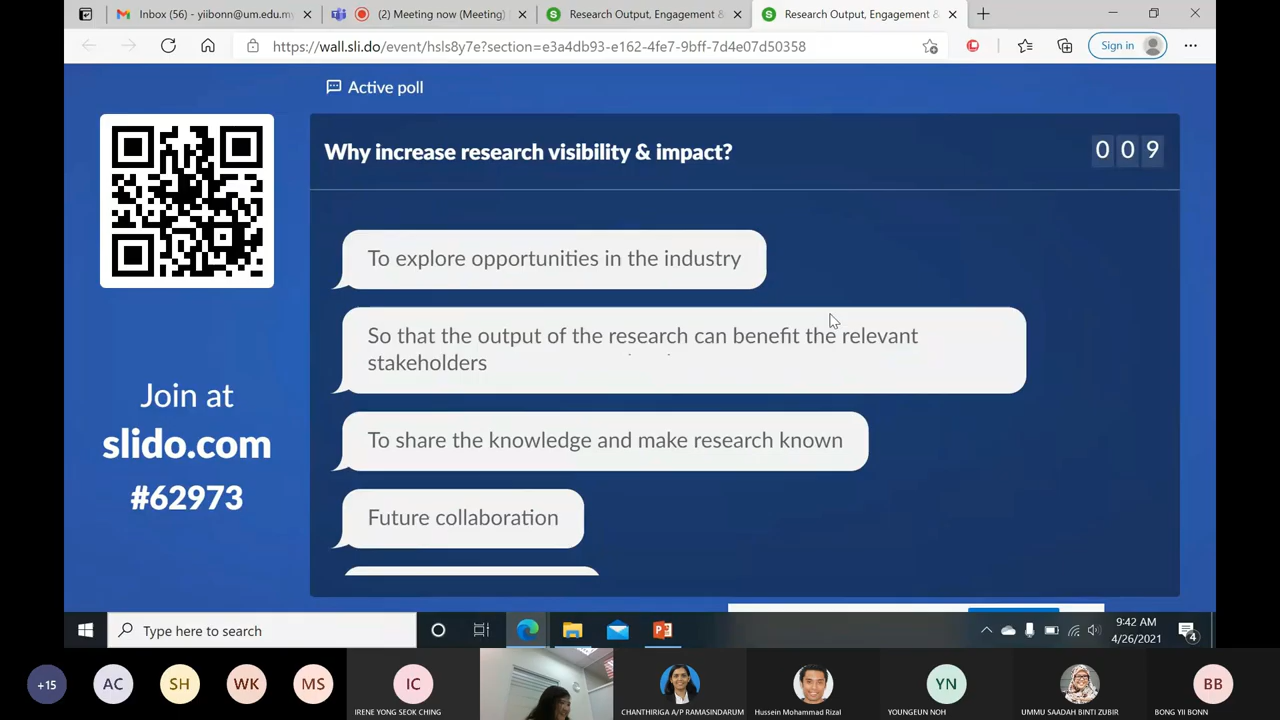 Inbox (56) - yiibonn@um.edu.m
(2) Meeting now (Meeting)
Research Output, Engagement &
Research Output, Engagement &
https://wall.sli.do/event/hsls8y7e?section=e3a4db93-e162-4fe7-9bff-7d4e07d50358
Sign in
Active poll
Why increase research visibility & impact?
0 0 9
To explore opportunities in the industry
So that the output of the research can benefit the relevant
stakeholders
To share the knowledge and make research known
Future collaboration
Join at
slido.com
#62973
Type here to search
9:42 AM
4/26/2021
4
+15
AC
SH
WK
MS
IC
IRENE YONG SEOK CHING
CHANTHIRIGA A/P RAMASINDARUM
Hussein Mohammad Rizal
YN
YOUNGEUN NOH
UMMU SAADAH BINTI ZUBIR
BB
BONG YII BONN